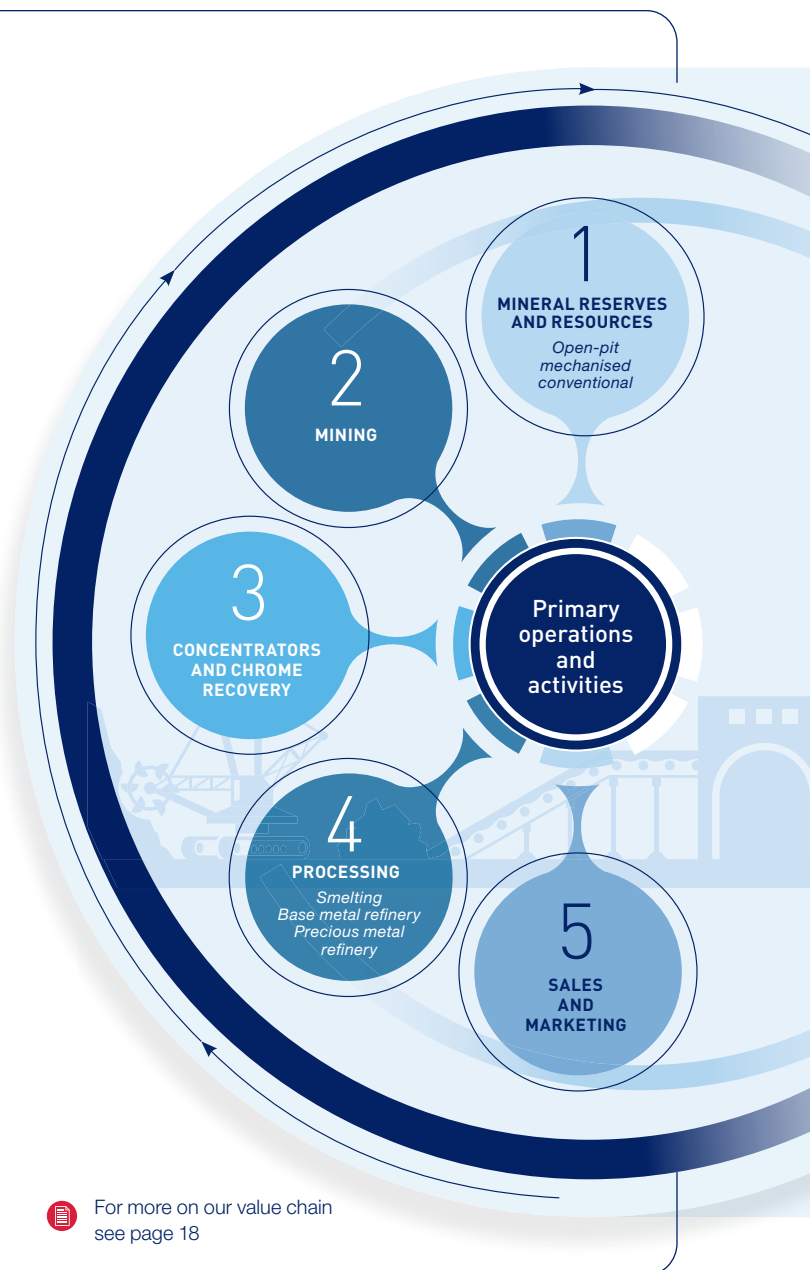 1
MINERAL RESERVES
AND RESOURCES
Open-pit
mechanised
conventional
2
MINING
3
CONCENTRATORS
AND CHROME
RECOVERY
Primary
operations
and
activities
4
PROCESSING
Smelting
Base metal refinery
Precious metal
refinery
5
SALES
AND
MARKETING
For more on our value chain
see page 18